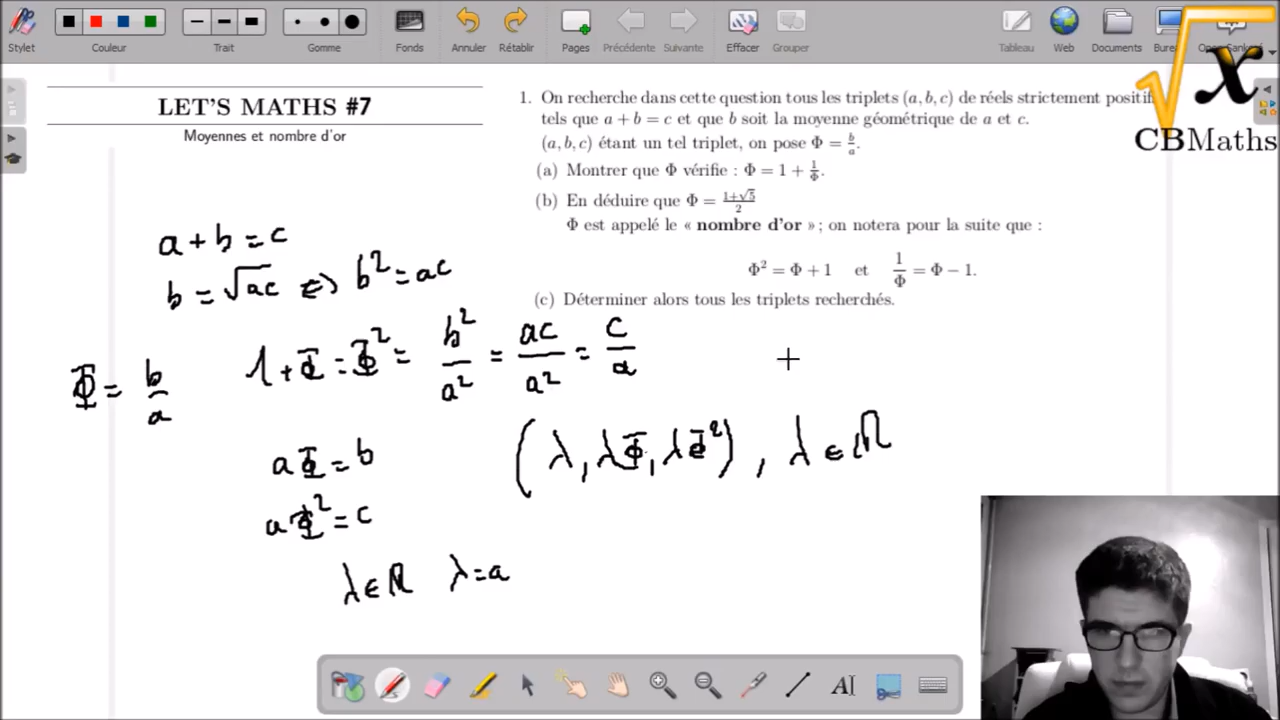 Stylet Couleur Trait Gomme Fonds Annuler Rétablir Pages Précédente Suivante Effacer Grouper Tableau Web Documents
CBMaths
LET'S MATHS #7
Moyennes et nombre d'or
1. On recherche dans cette question tous les triplets (a, b, c) de réels strictement positif
tels que a + b = c et que b soit la moyenne géométrique de a et c.
(a, b, c) étant un tel triplet, on pose Φ = b/a.
(a) Montrer que Φ vérifie : Φ = 1 + 1/Φ.
(b) En déduire que Φ = (1+√5)/2
Φ est appelé le « nombre d'or » ; on notera pour la suite que :
Φ² = Φ + 1 et 1/Φ = Φ − 1.
(c) Déterminer alors tous les triplets recherchés.
a + b = c
b = √ac ⇔ b² = ac
Φ = b/a
1 + Φ = Φ² = b²/a² = ac/a² = c/a
aΦ = b
aΦ² = c
λ ∈ ℝ λ = a
(λ, λΦ, λΦ²), λ ∈ ℝ